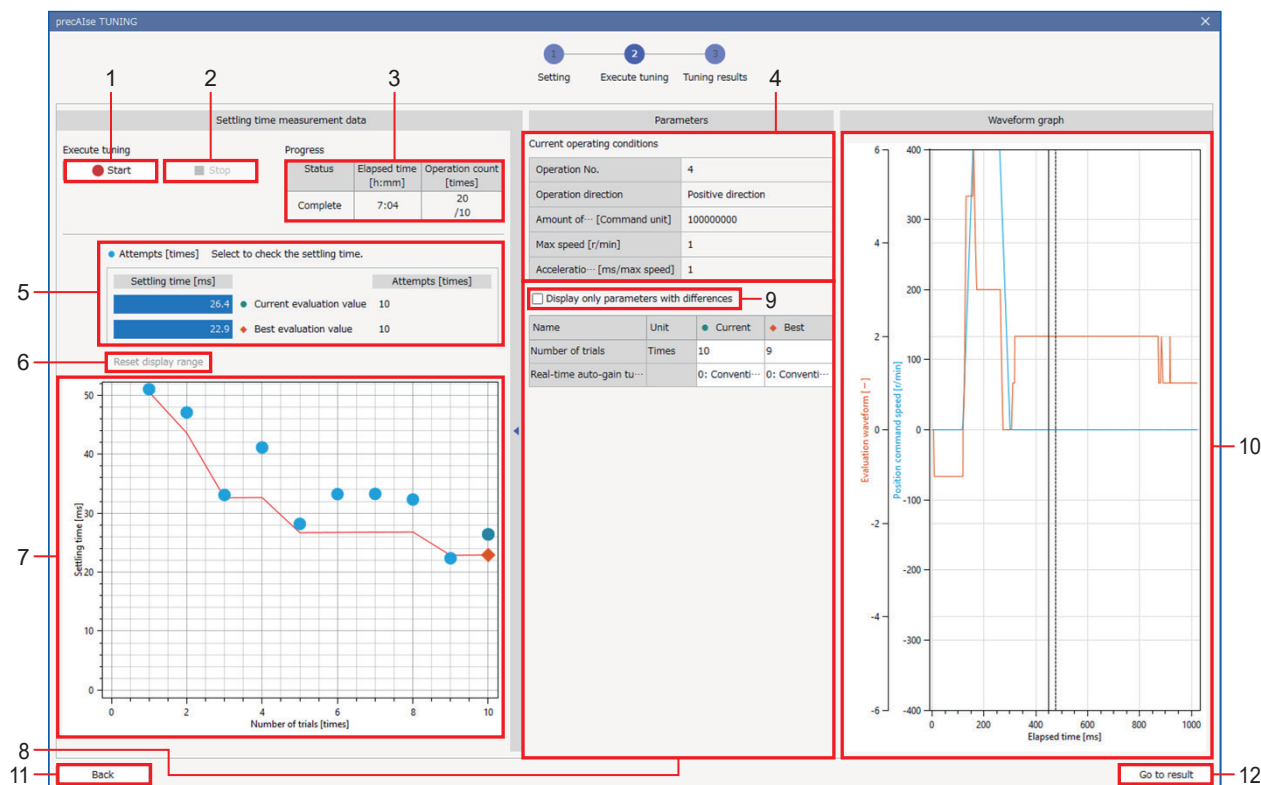 precAIse TUNING
1
2
3
Setting
Execute tuning
Tuning results
1
2
3
4
Settling time measurement data
Parameters
Waveform graph
Execute tuning
Start
Stop
Progress
Status
Elapsed time
[h:mm]
Operation count
[times]
Complete
7:04
20
/10
Current operating conditions
Operation No.
4
Operation direction
Positive direction
Amount of⋯ [Command unit]
100000000
Max speed [r/min]
1
Acceleratio⋯ [ms/max speed]
1
5
Attempts [times]
Select to check the settling time.
Settling time [ms]
Attempts [times]
26.4
Current evaluation value
10
22.9
Best evaluation value
10
Display only parameters with differences
9
Name
Unit
Current
Best
Number of trials
Times
10
9
Real-time auto-gain tu⋯
0: Conventi⋯
0: Conventi⋯
6
Reset display range
7
Settling time [ms]
50
40
30
20
10
0
0
2
4
6
8
10
Number of trials [times]
Evaluation waveform [－]
6
4
2
0
-2
-4
-6
Position command speed [r/min]
400
300
200
100
0
-100
-200
-300
-400
0
200
400
600
800
1000
Elapsed time [ms]
10
8
11
Back
Go to result
12